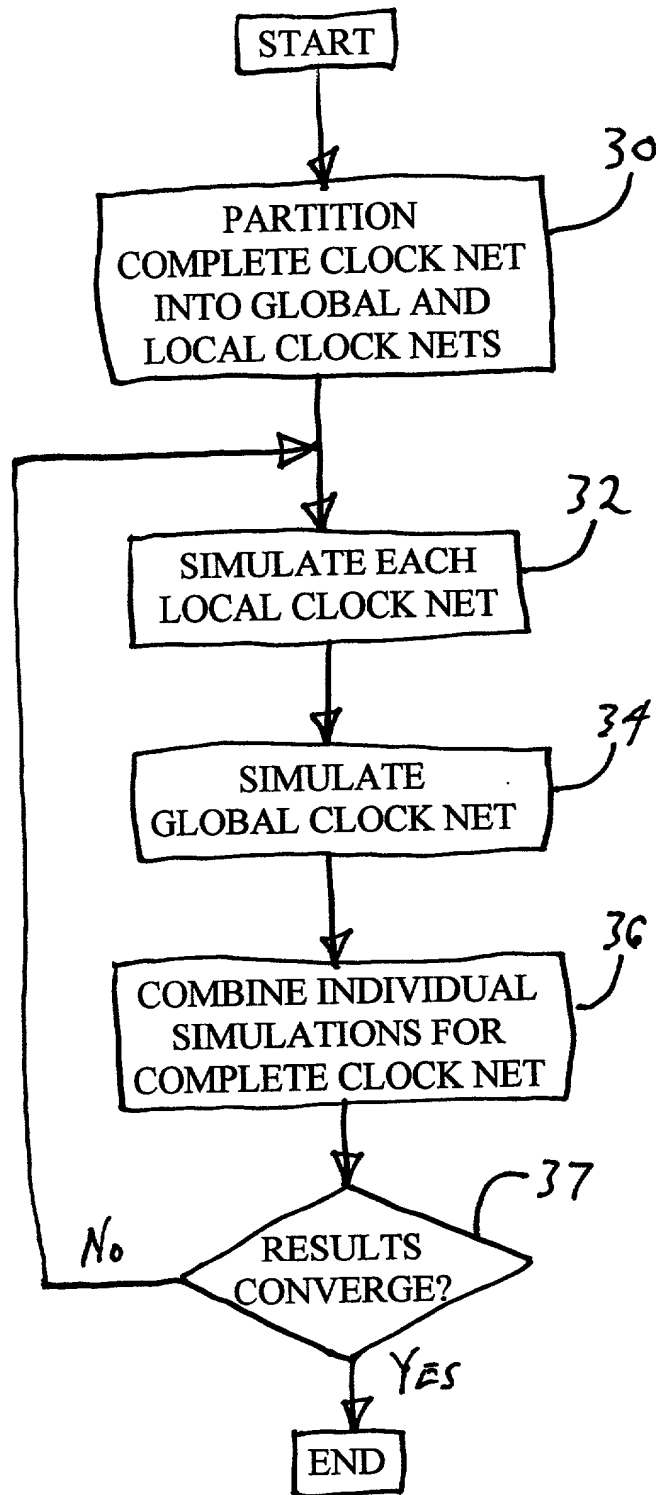 START
30
PARTITION
COMPLETE CLOCK NET
INTO GLOBAL AND
LOCAL CLOCK NETS
32
SIMULATE EACH
LOCAL CLOCK NET
34
SIMULATE
GLOBAL CLOCK NET
36
COMBINE INDIVIDUAL
SIMULATIONS FOR
COMPLETE CLOCK NET
37
RESULTS
CONVERGE?
No
YES
END